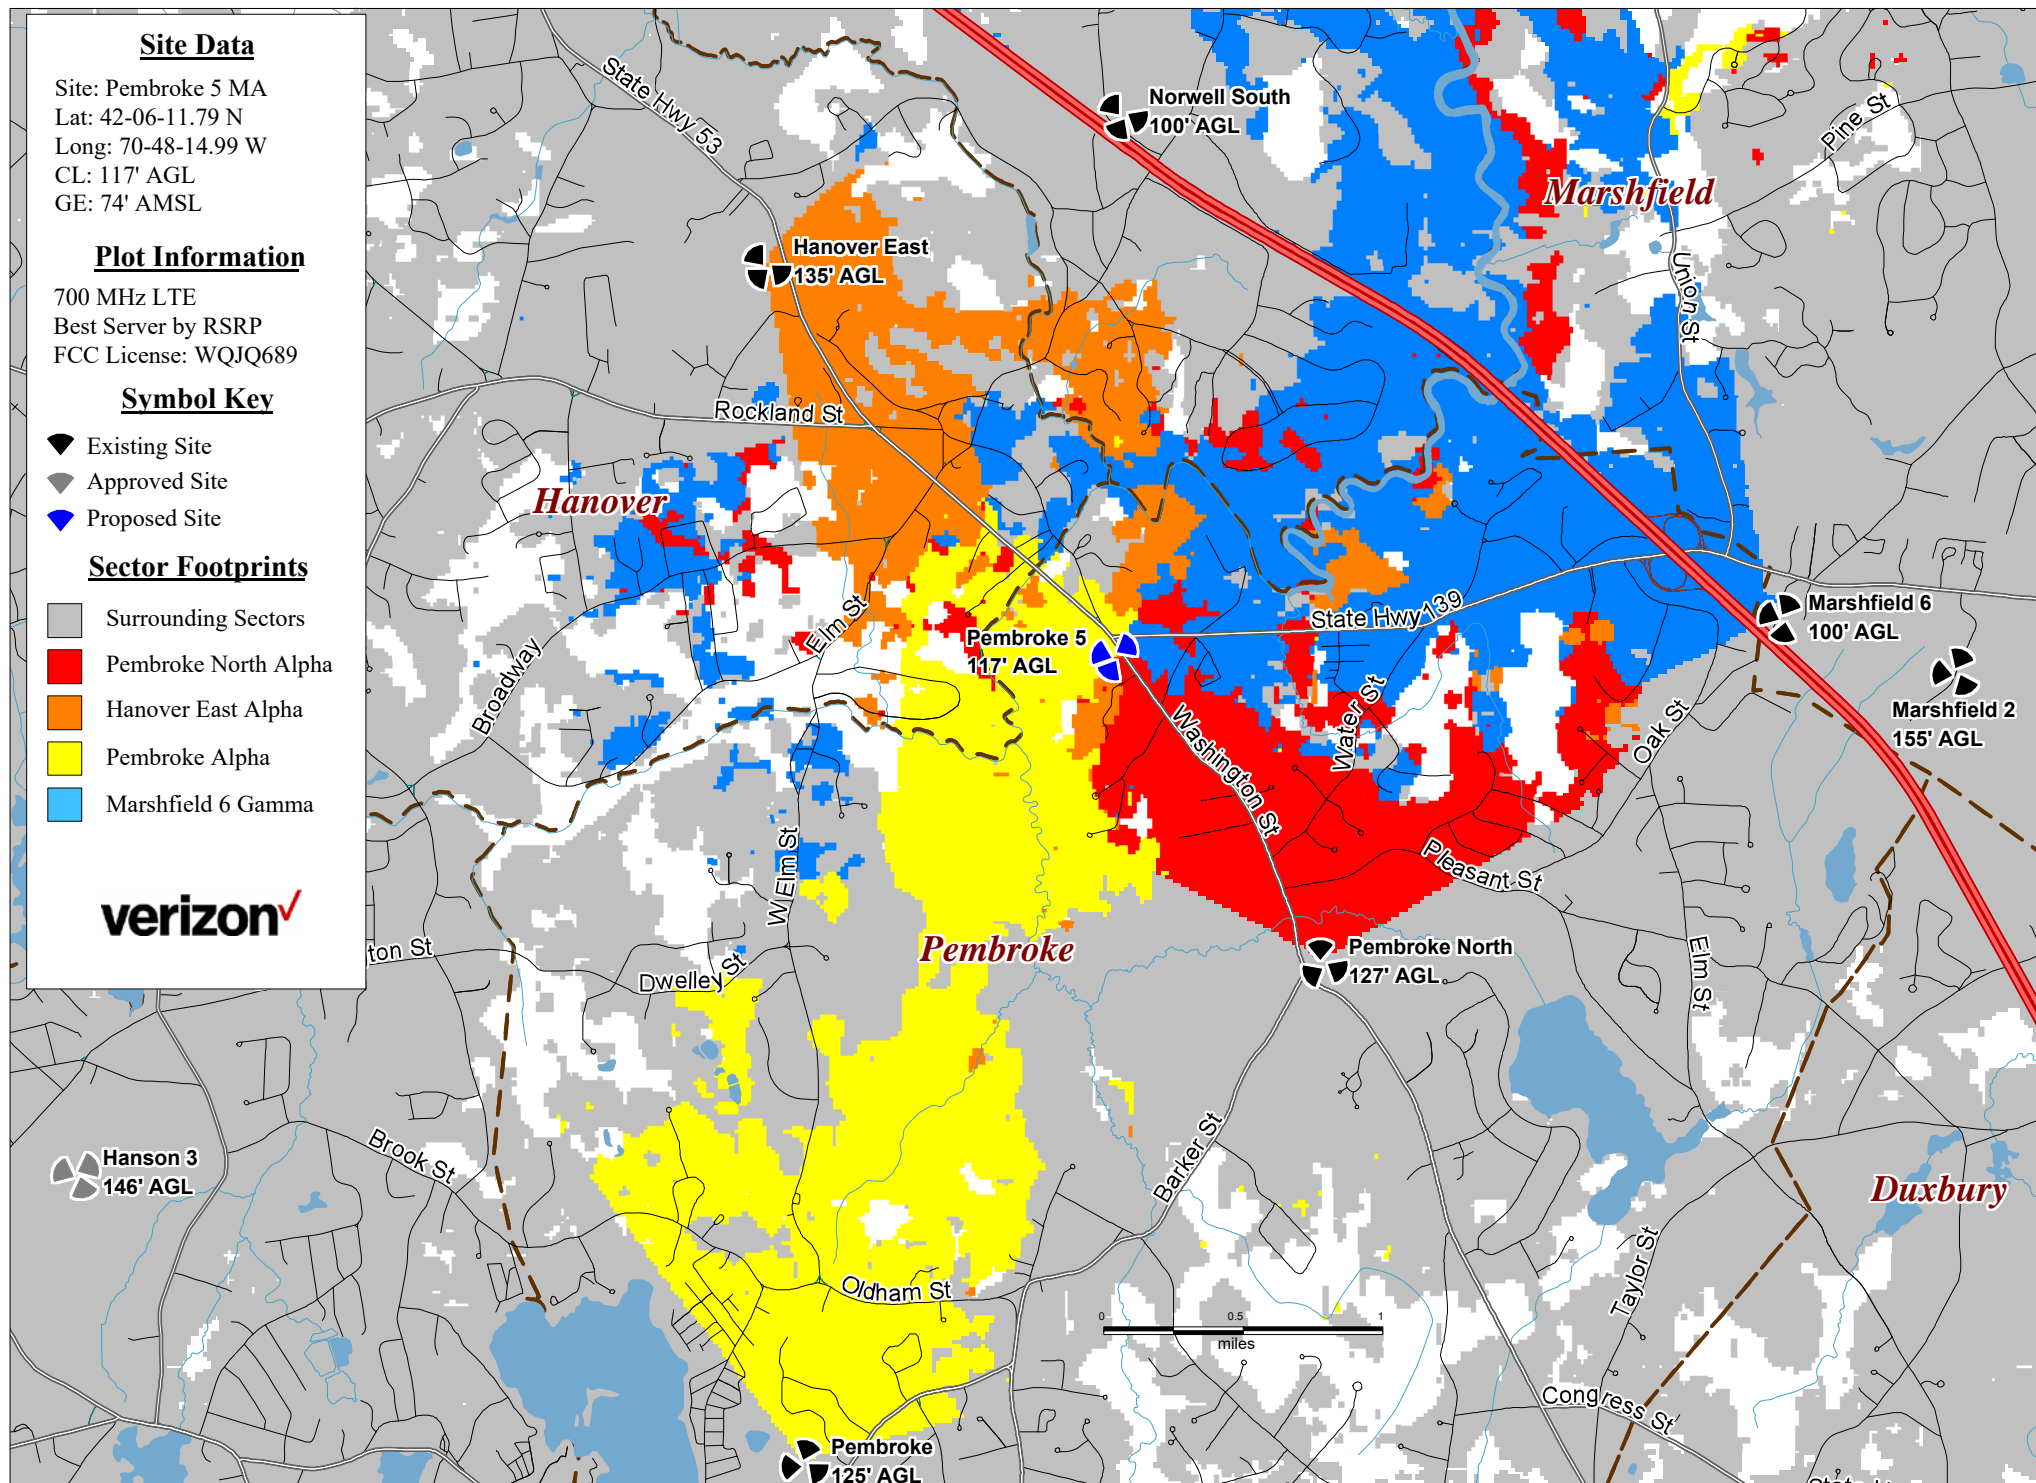 Site Data
Site: Pembroke 5 MA
Lat: 42-06-11.79 N
Long: 70-48-14.99 W
CL: 117' AGL
GE: 74' AMSL
Plot Information
700 MHz LTE
Best Server by RSRP
FCC License: WQJQ689
Symbol Key
Existing Site
Approved Site
Proposed Site
Sector Footprints
Surrounding Sectors
Pembroke North Alpha
Hanover East Alpha
Pembroke Alpha
Marshfield 6 Gamma
verizon
State Hwy 53
Norwell South
100' AGL
Pine St
Marshfield
Hanover East
135' AGL
Union St
Rockland St
Hanover
State Hwy 139
Marshfield 6
100' AGL
Elm St
Pembroke 5
117' AGL
Broadway
Marshfield 2
155' AGL
Water St
Oak St
Washington St
W Elm St
Pleasant St
Pembroke
Pembroke North
127' AGL
Elm St
ton St
Dwelley St
Brook St
Barker St
Hanson 3
146' AGL
Duxbury
Taylor St
Oldham St
0 0.5 1
miles
Congress St
Pembroke
125' AGL